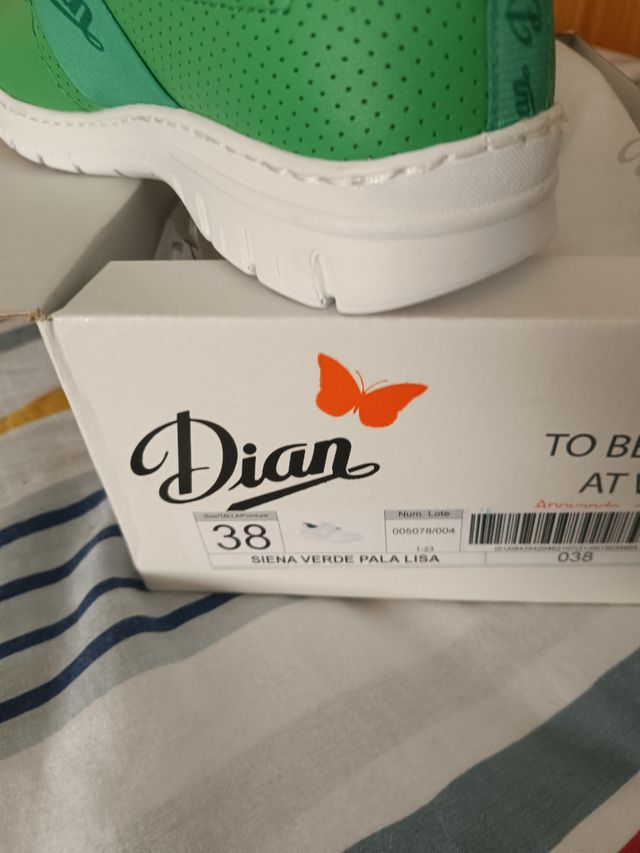 Dian
TO BE
AT
38
Num. Lote
005078/004
1-23
SIENA VERDE PALA LISA
038